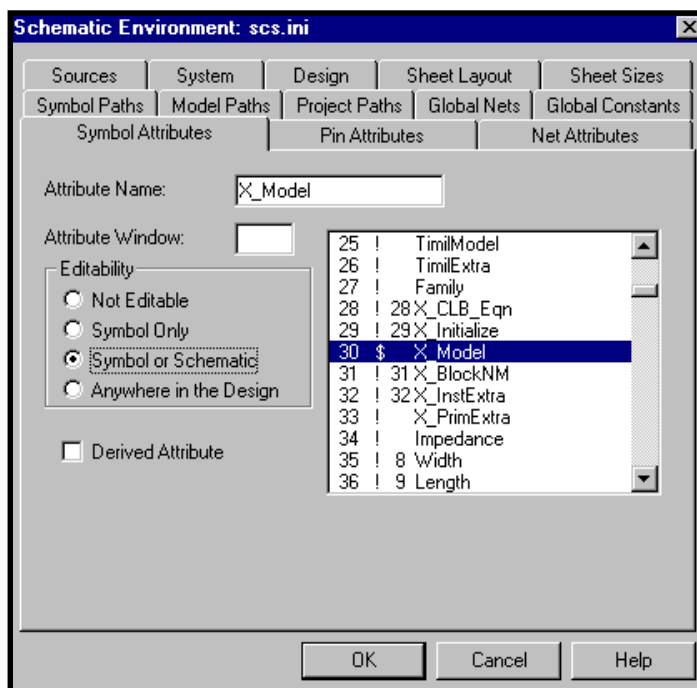 Schematic Environment: scs.ini
Sources System Design Sheet Layout Sheet Sizes
Symbol Paths Model Paths Project Paths Global Nets Global Constants
Symbol Attributes Pin Attributes Net Attributes
Attribute Name: X_Model
Attribute Window:
Editability
Not Editable
Symbol Only
Symbol or Schematic
Anywhere in the Design
Derived Attribute
25 ! TimilModel
26 ! TimilExtra
27 ! Family
28 ! 28 X_CLB_Eqn
29 ! 29 X_Initialize
30 $ X_Model
31 ! 31 X_BlockNM
32 ! 32 X_InstExtra
33 ! X_PrimExtra
34 ! Impedance
35 ! 8 Width
36 ! 9 Length
OK Cancel Help